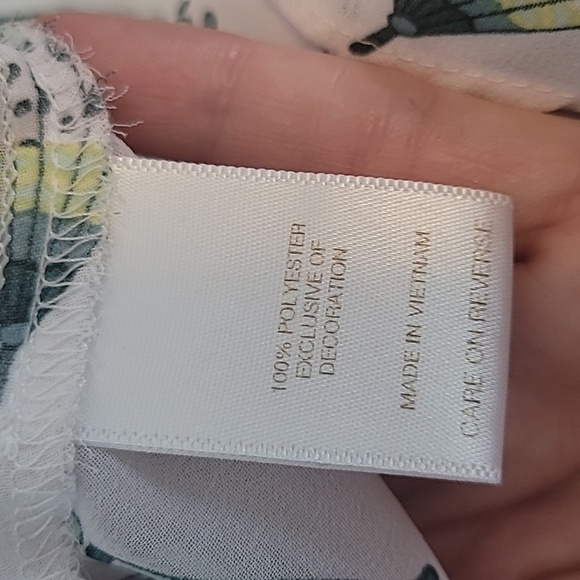 100% POLYESTER
EXCLUSIVE OF
DECORATION
MADE IN VIETNAM
CARE ON REVERSE